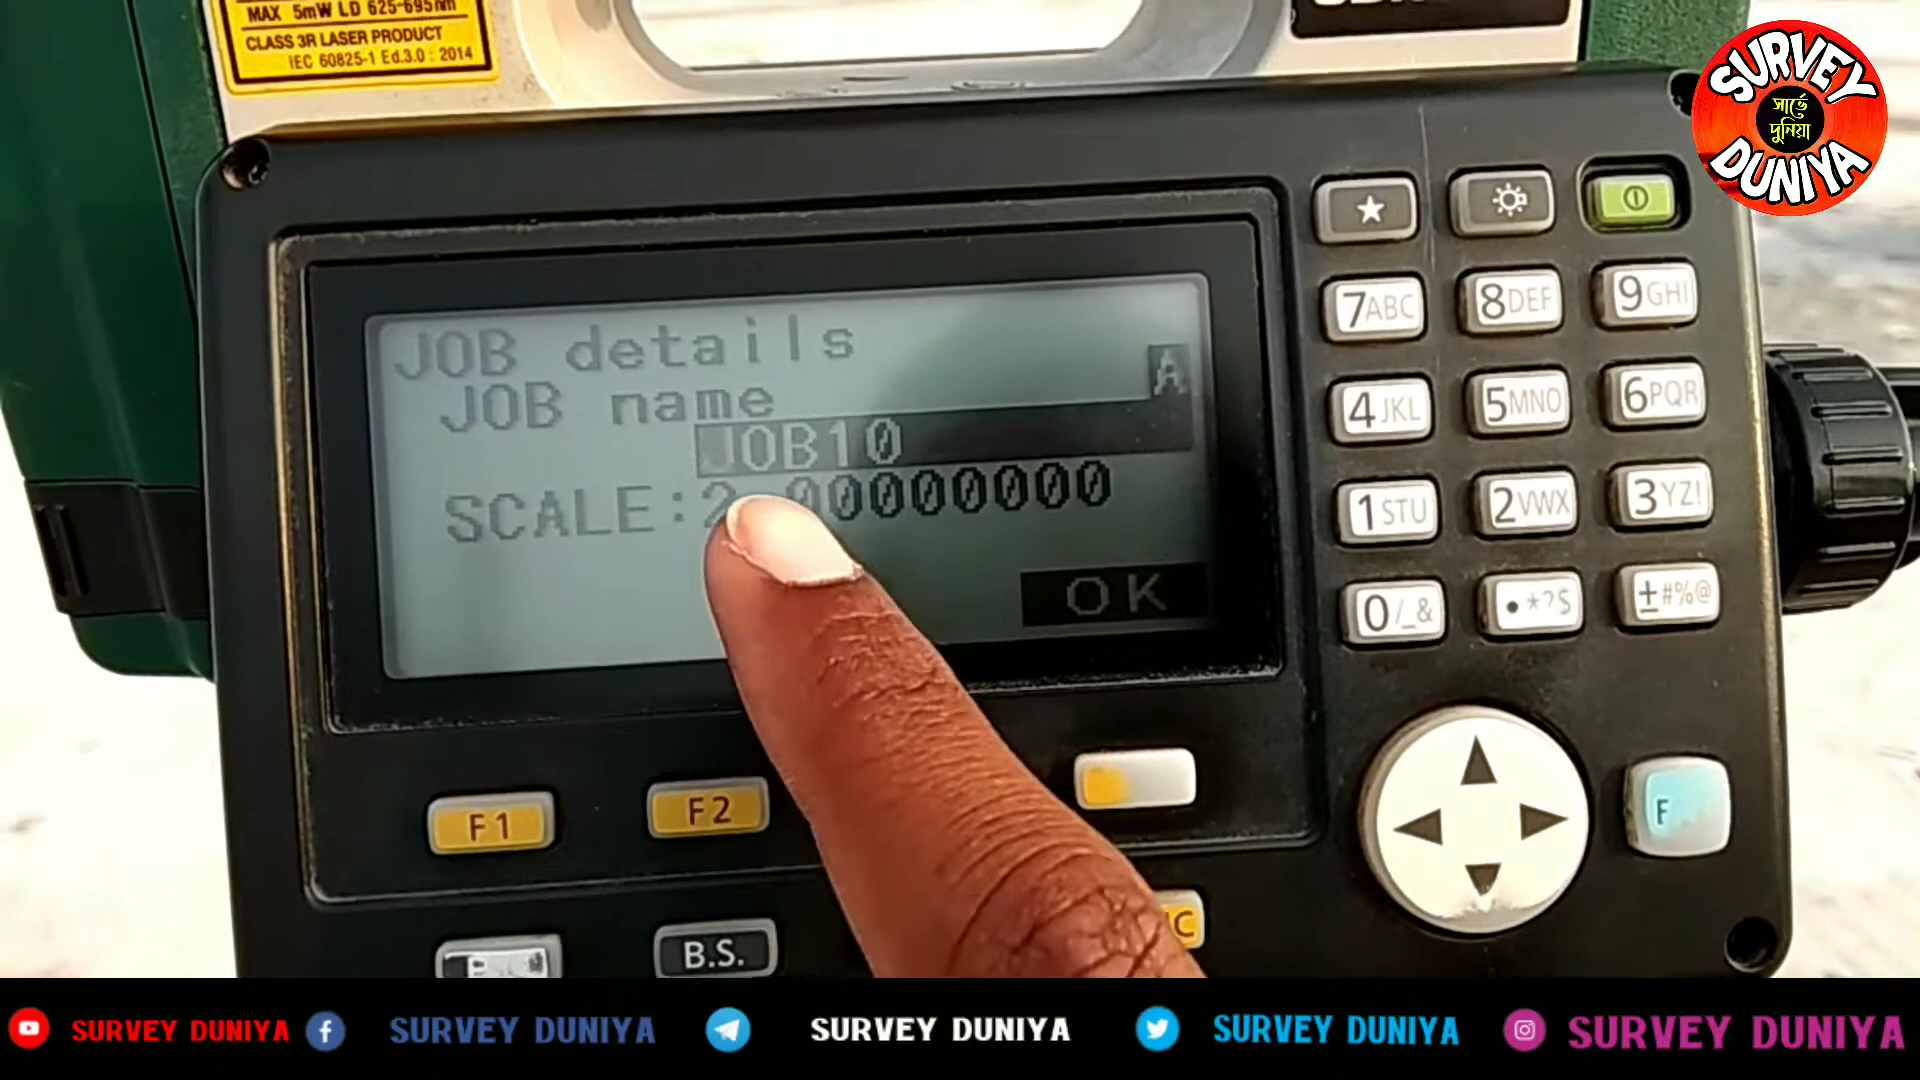 MAX 5mW LD 625-695nm
CLASS 3R LASER PRODUCT
IEC 60825-1 Ed.3.0 : 2014
SURVEY
সার্ভে
দুনিয়া
DUNIYA
JOB details
JOB name
A
JOB10
SCALE:2.00000000
OK
7ABC
8DEF
9GHI
4JKL
5MNO
6PQR
1STU
2VWX
3YZ!
0/_&
•*?$
±#%@
F1
F2
F
B.S.
SURVEY DUNIYA
SURVEY DUNIYA
SURVEY DUNIYA
SURVEY DUNIYA
SURVEY DUNIYA